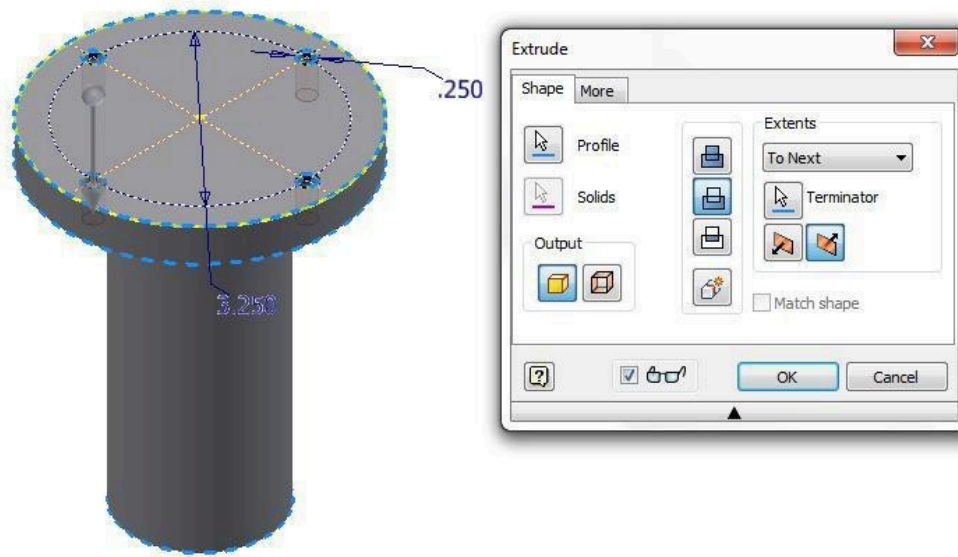 .250
3.250
Extrude
Shape
More
Profile
Solids
Output
Extents
To Next
Terminator
Match shape
?
OK
Cancel